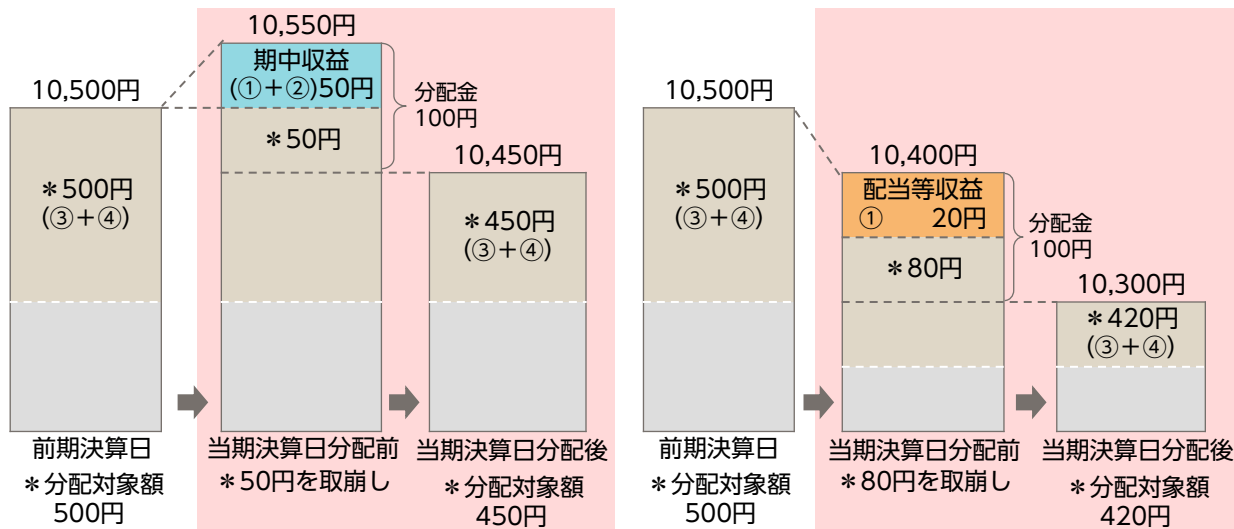 10,500円
＊500円
(③＋④)
前期決算日
＊分配対象額
500円
10,550円
期中収益
(①＋②)50円
＊50円
分配金
100円
当期決算日分配前
＊50円を取崩し
10,450円
＊450円
(③＋④)
当期決算日分配後
＊分配対象額
450円
10,500円
＊500円
(③＋④)
前期決算日
＊分配対象額
500円
10,400円
配当等収益
① 20円
＊80円
分配金
100円
当期決算日分配前
＊80円を取崩し
10,300円
＊420円
(③＋④)
当期決算日分配後
＊分配対象額
420円